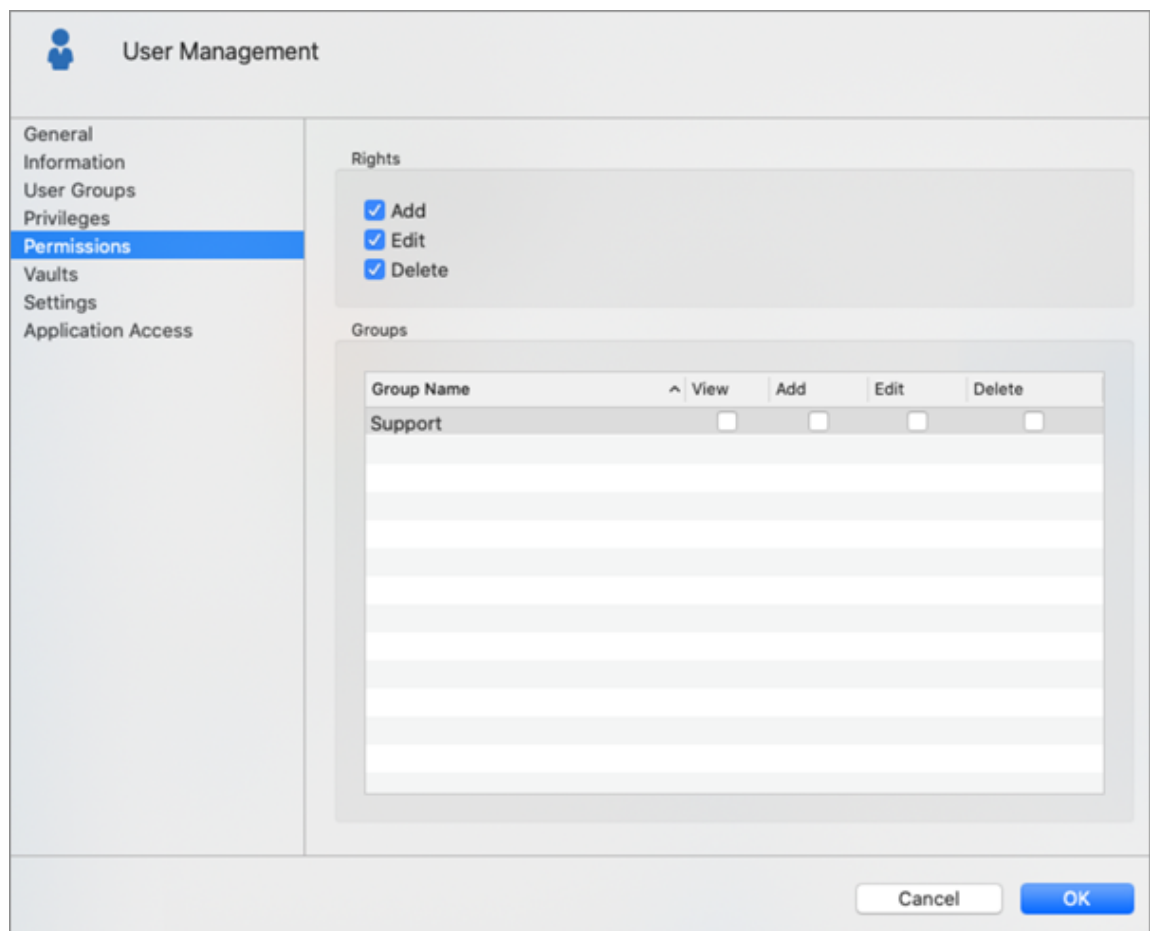 User Management
General
Information
User Groups
Privileges
Permissions
Vaults
Settings
Application Access
Rights
Add
Edit
Delete
Groups
Group Name View Add Edit Delete
Support
Cancel OK